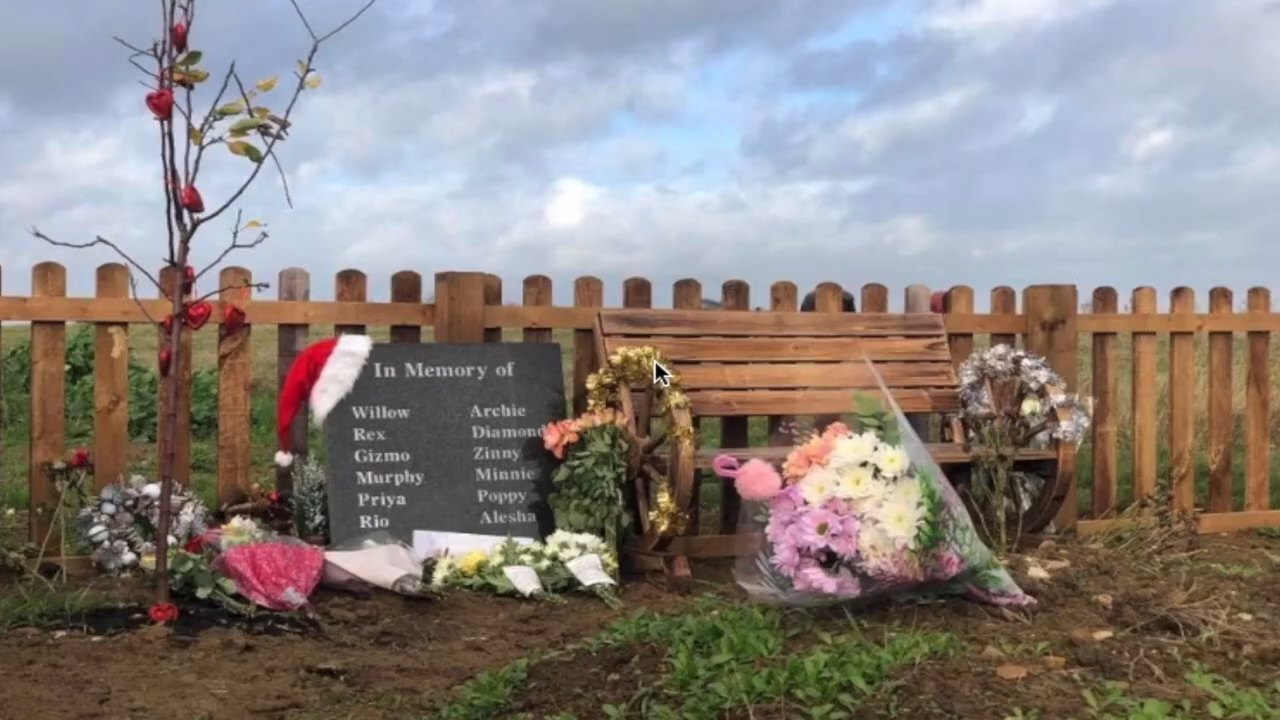 In Memory of
Willow Archie
Rex Diamond
Gizmo Zinny
Murphy Minnie
Priya Poppy
Rio Alesha